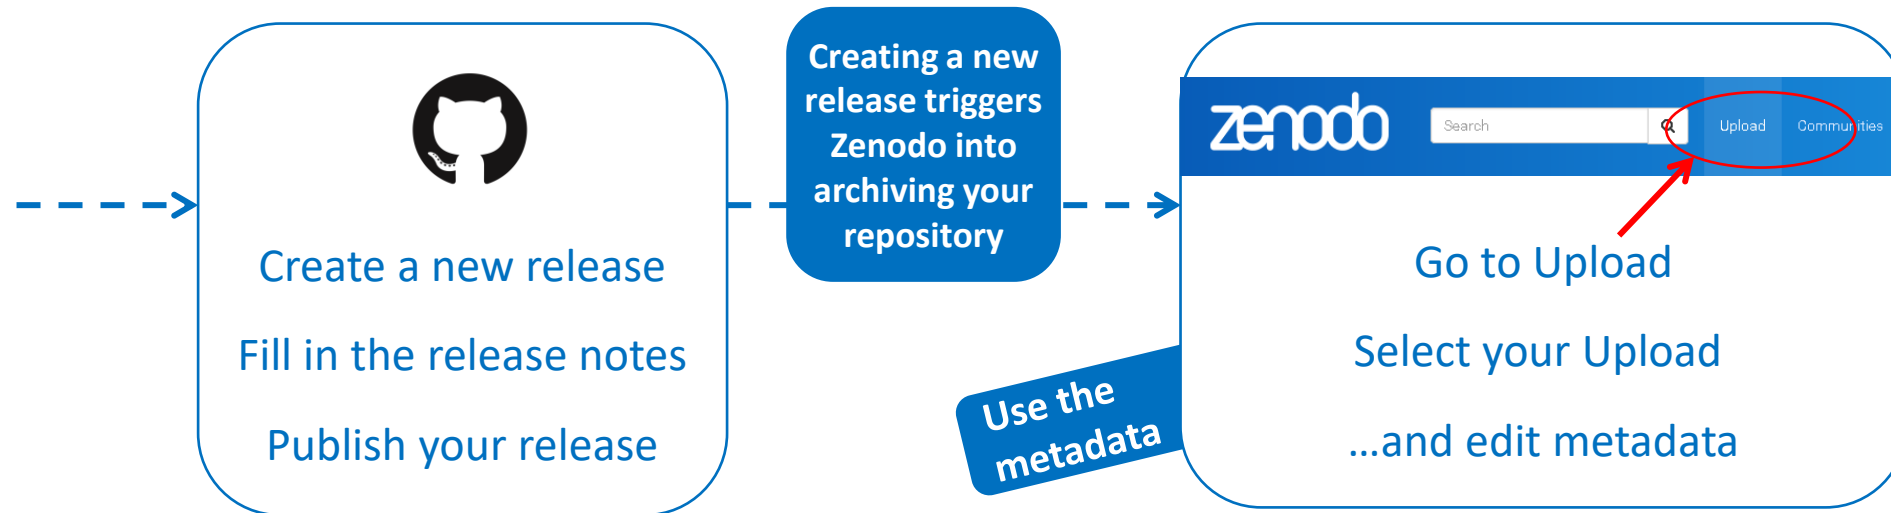 Create a new release
Fill in the release notes
Publish your release
Creating a new
release triggers
Zenodo into
archiving your
repository
zenodo
Search
Upload
Communities
Go to Upload
Select your Upload
...and edit metadata
Use the
metadata